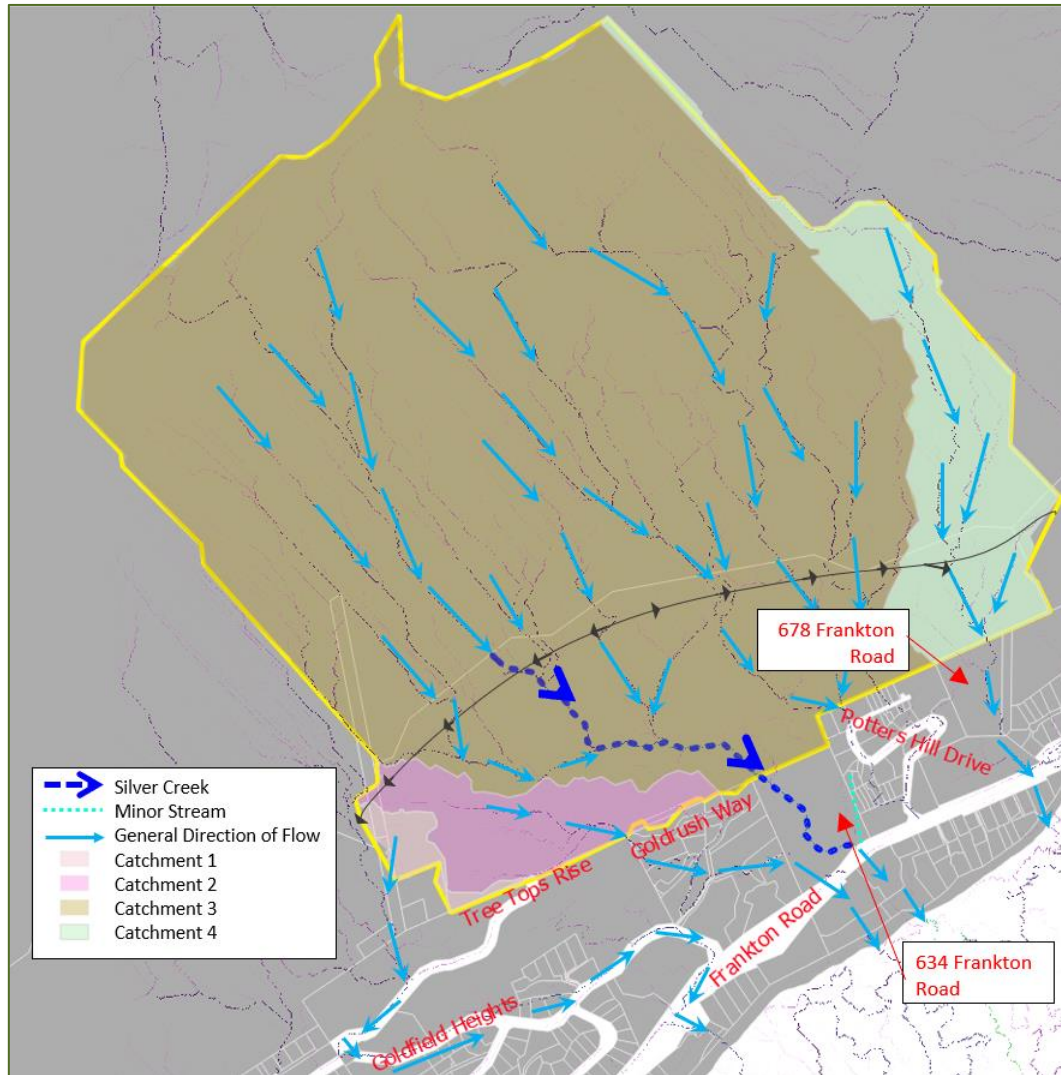 678 Frankton
Road
Potters Hill Drive
Silver Creek
Minor Stream
General Direction of Flow
Catchment 1
Catchment 2
Catchment 3
Catchment 4
Goldrush Way
Tree Tops Rise
Frankton Road
634 Frankton
Road
Goldfield Heights